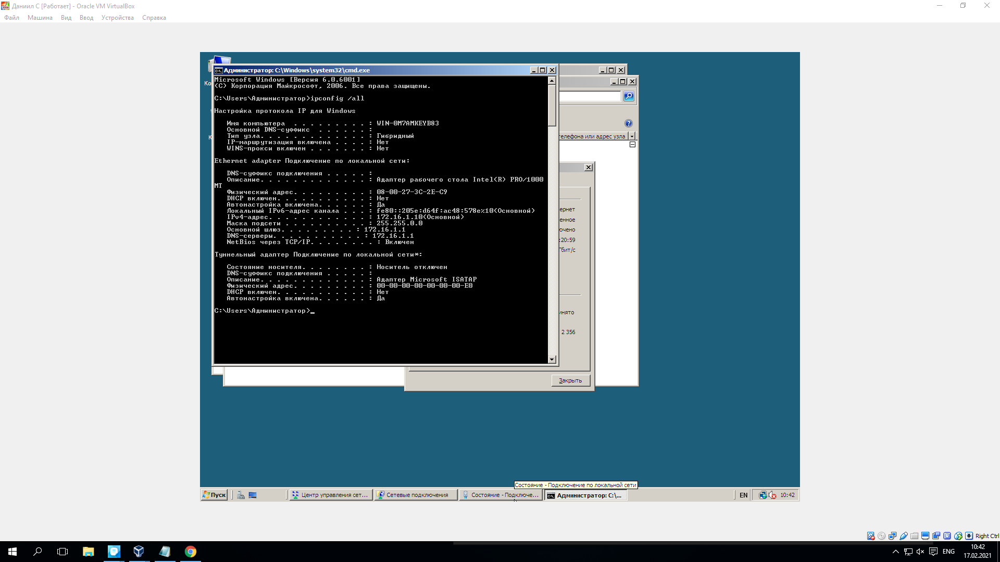 Даниил С [Работает] - Oracle VM VirtualBox
Файл Машина Вид Ввод Устройства Справка
Администратор: C:\Windows\system32\cmd.exe
Microsoft Windows [Версия 6.0.6001]
(C) Корпорация Майкрософт, 2006. Все права защищены.
C:\Users\Администратор>ipconfig /all
Настройка протокола IP для Windows
Имя компьютера . . . . . . . . . : WIN-0M7AMKEYB83
Основной DNS-суффикс . . . . . . :
Тип узла. . . . . . . . . . . . . : Гибридный
IP-маршрутизация включена . . . . : Нет
WINS-прокси включен . . . . . . . : Нет
Ethernet adapter Подключение по локальной сети:
DNS-суффикс подключения . . . . . :
Описание. . . . . . . . . . . . . : Адаптер рабочего стола Intel(R) PRO/1000
MT
Физический адрес. . . . . . . . . : 08-00-27-3C-2E-C9
DHCP включен. . . . . . . . . . . : Нет
Автонастройка включена. . . . . . : Да
Локальный IPv6-адрес канала . . . : fe80::205e:d64f:ac48:578e%10(Основной)
IPv4-адрес. . . . . . . . . . . . : 172.16.1.10(Основной)
Маска подсети . . . . . . . . . . : 255.255.0.0
Основной шлюз. . . . . . . . . : 172.16.1.1
DNS-серверы. . . . . . . . . . . : 172.16.1.1
NetBios через TCP/IP. . . . . . . . : Включен
Туннельный адаптер Подключение по локальной сети*:
Состояние носителя. . . . . . . . : Носитель отключен
DNS-суффикс подключения . . . . . :
Описание. . . . . . . . . . . . . : Адаптер Microsoft ISATAP
Физический адрес. . . . . . . . . : 00-00-00-00-00-00-00-E0
DHCP включен. . . . . . . . . . . : Нет
Автонастройка включена. . . . . . : Да
C:\Users\Администратор>_
Ко
К
телефона или адрес узла
ернет
енное
ючено
:20:59
Гбит/с
инято
2 356
Закрыть
Состояние - Подключение по локальной сети
Пуск Центр управления сет... Сетевые подключения Состояние - Подключе... Администратор: C:\... EN 10:42
Right Ctrl
ENG 10:42
17.02.2021